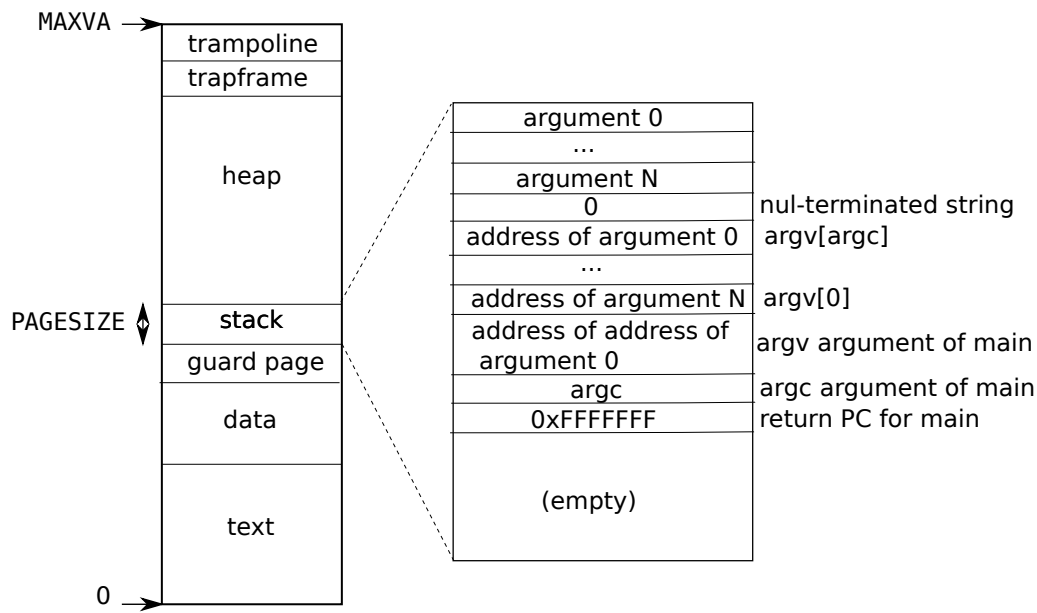 MAXVA
trampoline
trapframe
heap
PAGESIZE
stack
guard page
data
text
0
argument 0
...
argument N
0
nul-terminated string
address of argument 0
argv[argc]
...
address of argument N
argv[0]
address of address of
argument 0
argv argument of main
argc
argc argument of main
0xFFFFFFF
return PC for main
(empty)